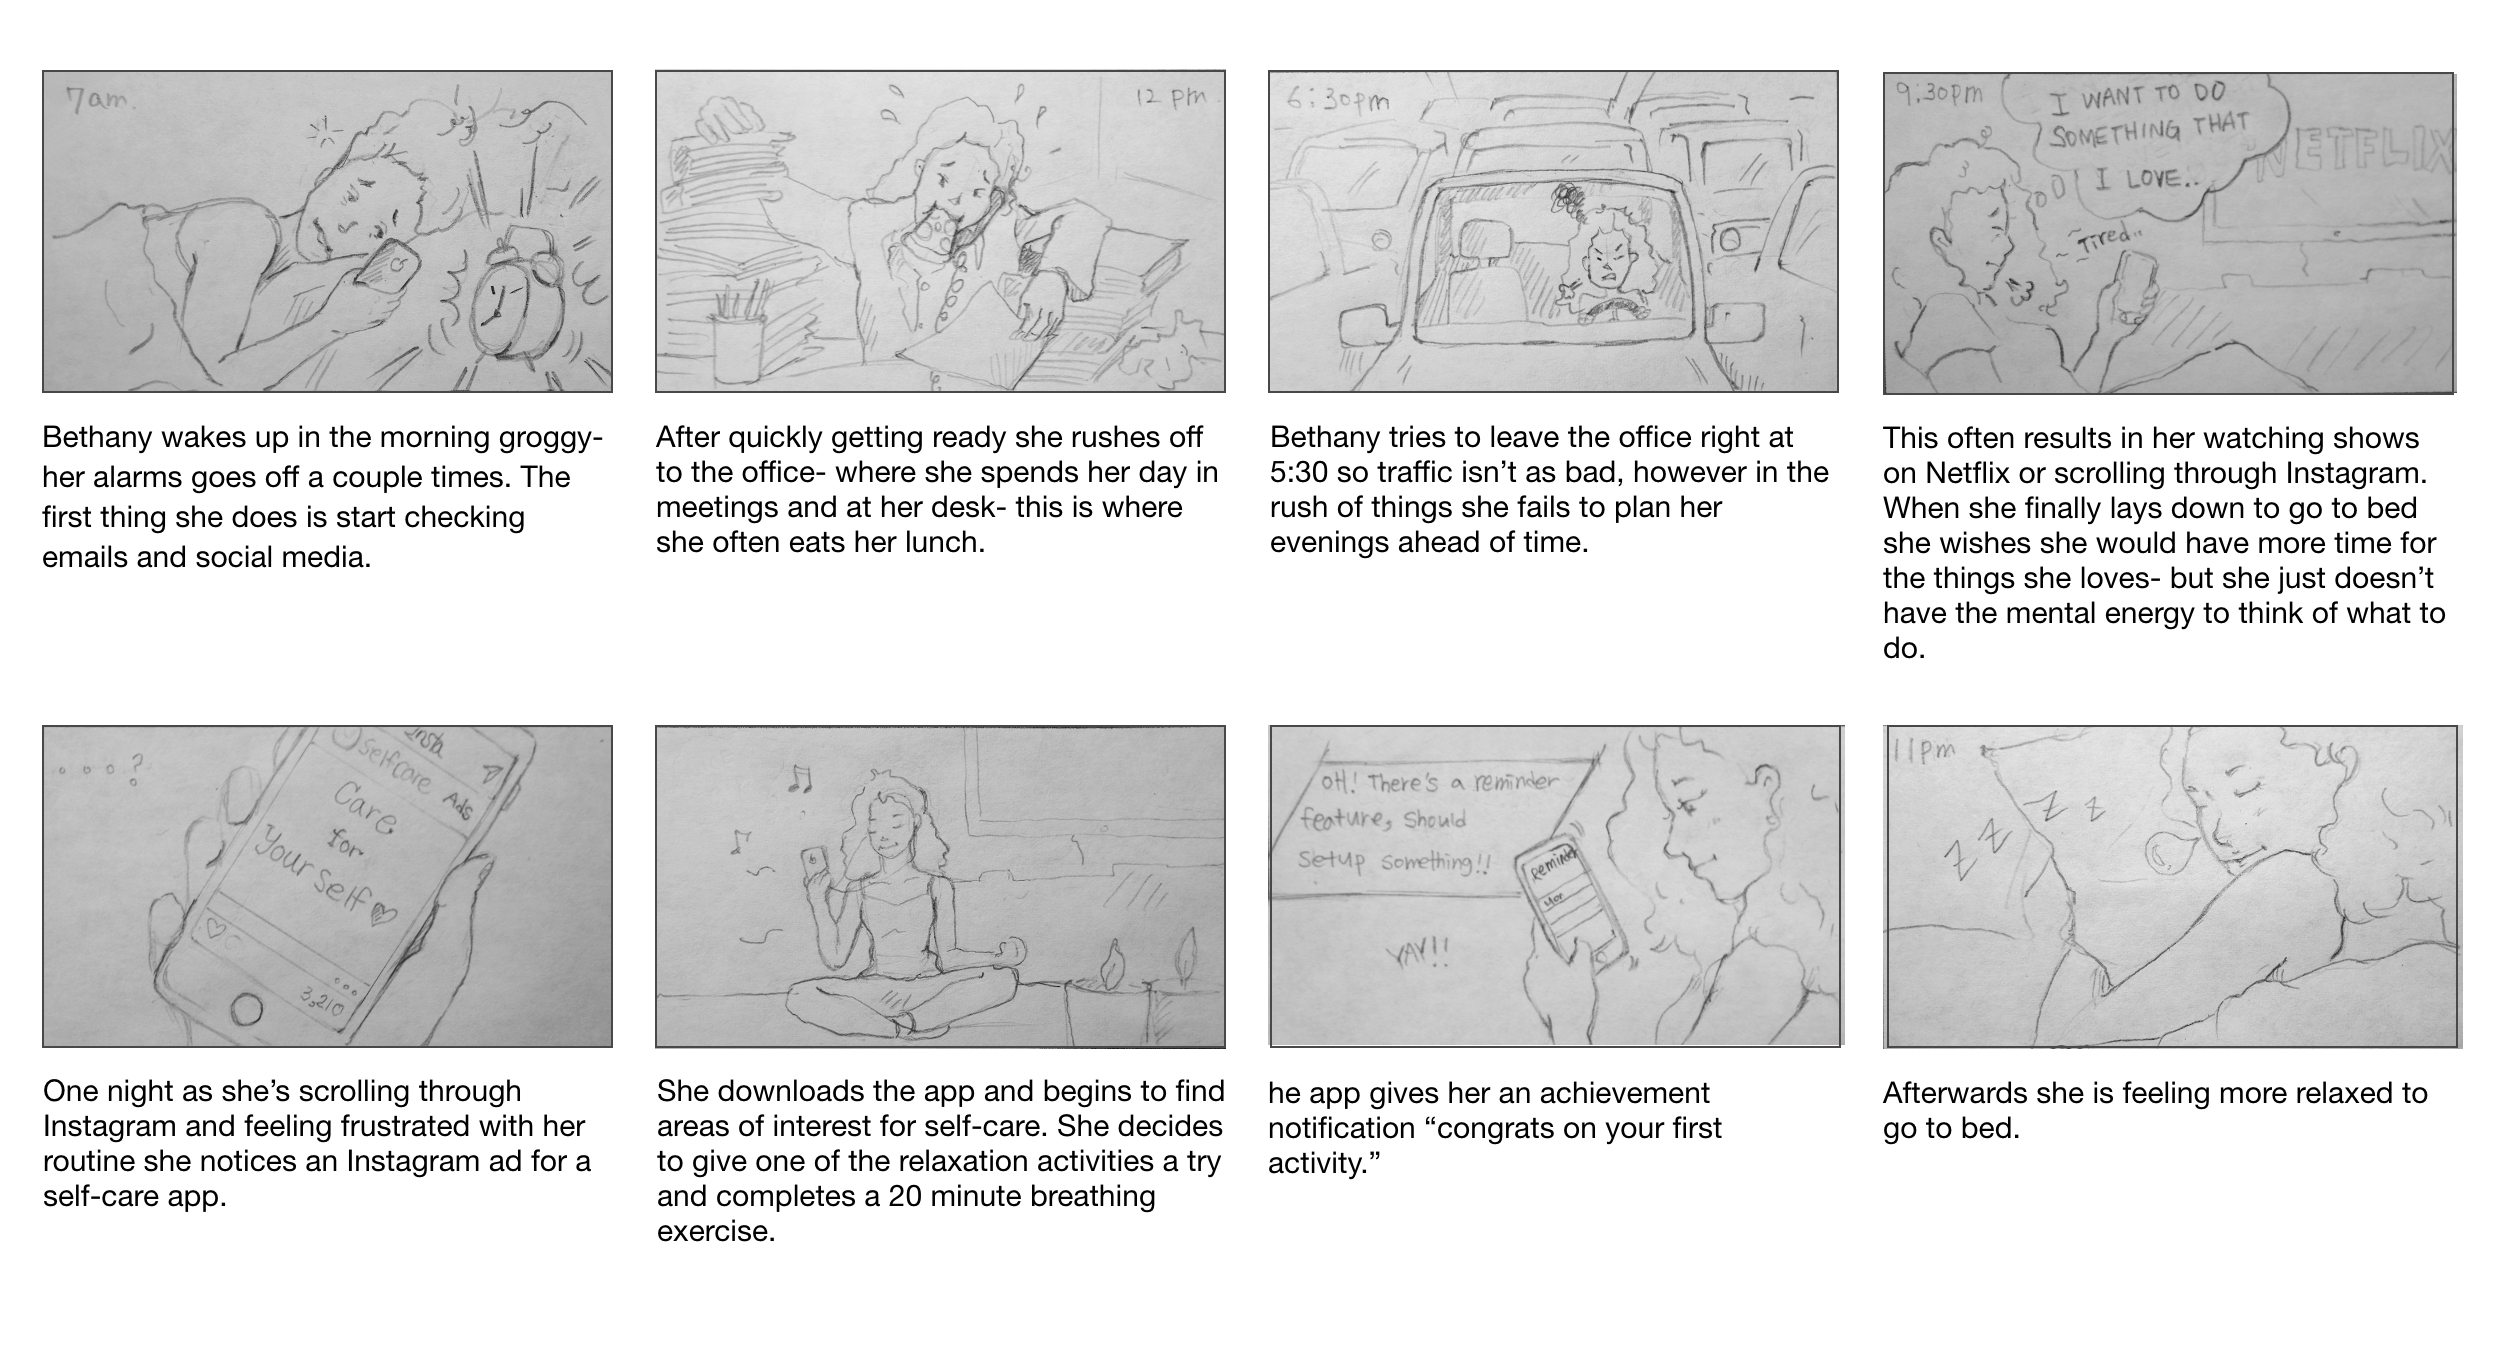 7am.
12 pm.
6:30pm
9:30pm
I WANT TO DO
SOMETHING THAT
I LOVE..
NETFLIX
Tired..
Bethany wakes up in the morning groggy-
her alarms goes off a couple times. The
first thing she does is start checking
emails and social media.
After quickly getting ready she rushes off
to the office- where she spends her day in
meetings and at her desk- this is where
she often eats her lunch.
Bethany tries to leave the office right at
5:30 so traffic isn’t as bad, however in the
rush of things she fails to plan her
evenings ahead of time.
This often results in her watching shows
on Netflix or scrolling through Instagram.
When she finally lays down to go to bed
she wishes she would have more time for
the things she loves- but she just doesn’t
have the mental energy to think of what to
do.
....?
Insta
Selfcare
Ads
Care
for
Your Self
3,210
OH! There's a reminder
feature, Should
Setup Something!!
Reminder
Mor
YAY!!
11pm
Z Z Z Z
One night as she’s scrolling through
Instagram and feeling frustrated with her
routine she notices an Instagram ad for a
self-care app.
She downloads the app and begins to find
areas of interest for self-care. She decides
to give one of the relaxation activities a try
and completes a 20 minute breathing
exercise.
he app gives her an achievement
notification “congrats on your first
activity.”
Afterwards she is feeling more relaxed to
go to bed.